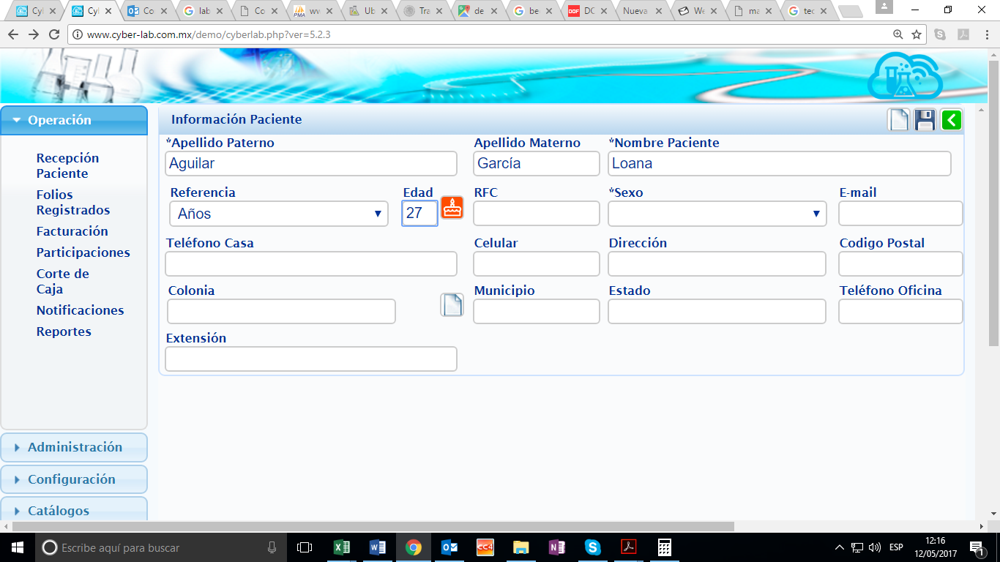 Cyl
Cyl
Co
lab
Co
ww
Ub
Tra
de
be
DC
Nueva
We
ma
tec
www.cyber-lab.com.mx/demo/cyberlab.php?ver=5.2.3
Operación
Recepción
Paciente
Folios
Registrados
Facturación
Participaciones
Corte de
Caja
Notificaciones
Reportes
Administración
Configuración
Catálogos
Información Paciente
*Apellido Paterno
Apellido Materno
*Nombre Paciente
Aguilar
García
Loana
Referencia
Edad
RFC
*Sexo
E-mail
Años
27
Teléfono Casa
Celular
Dirección
Codigo Postal
Colonia
Municipio
Estado
Teléfono Oficina
Extensión
Escribe aquí para buscar
CC4
ESP
12:16
12/05/2017
1